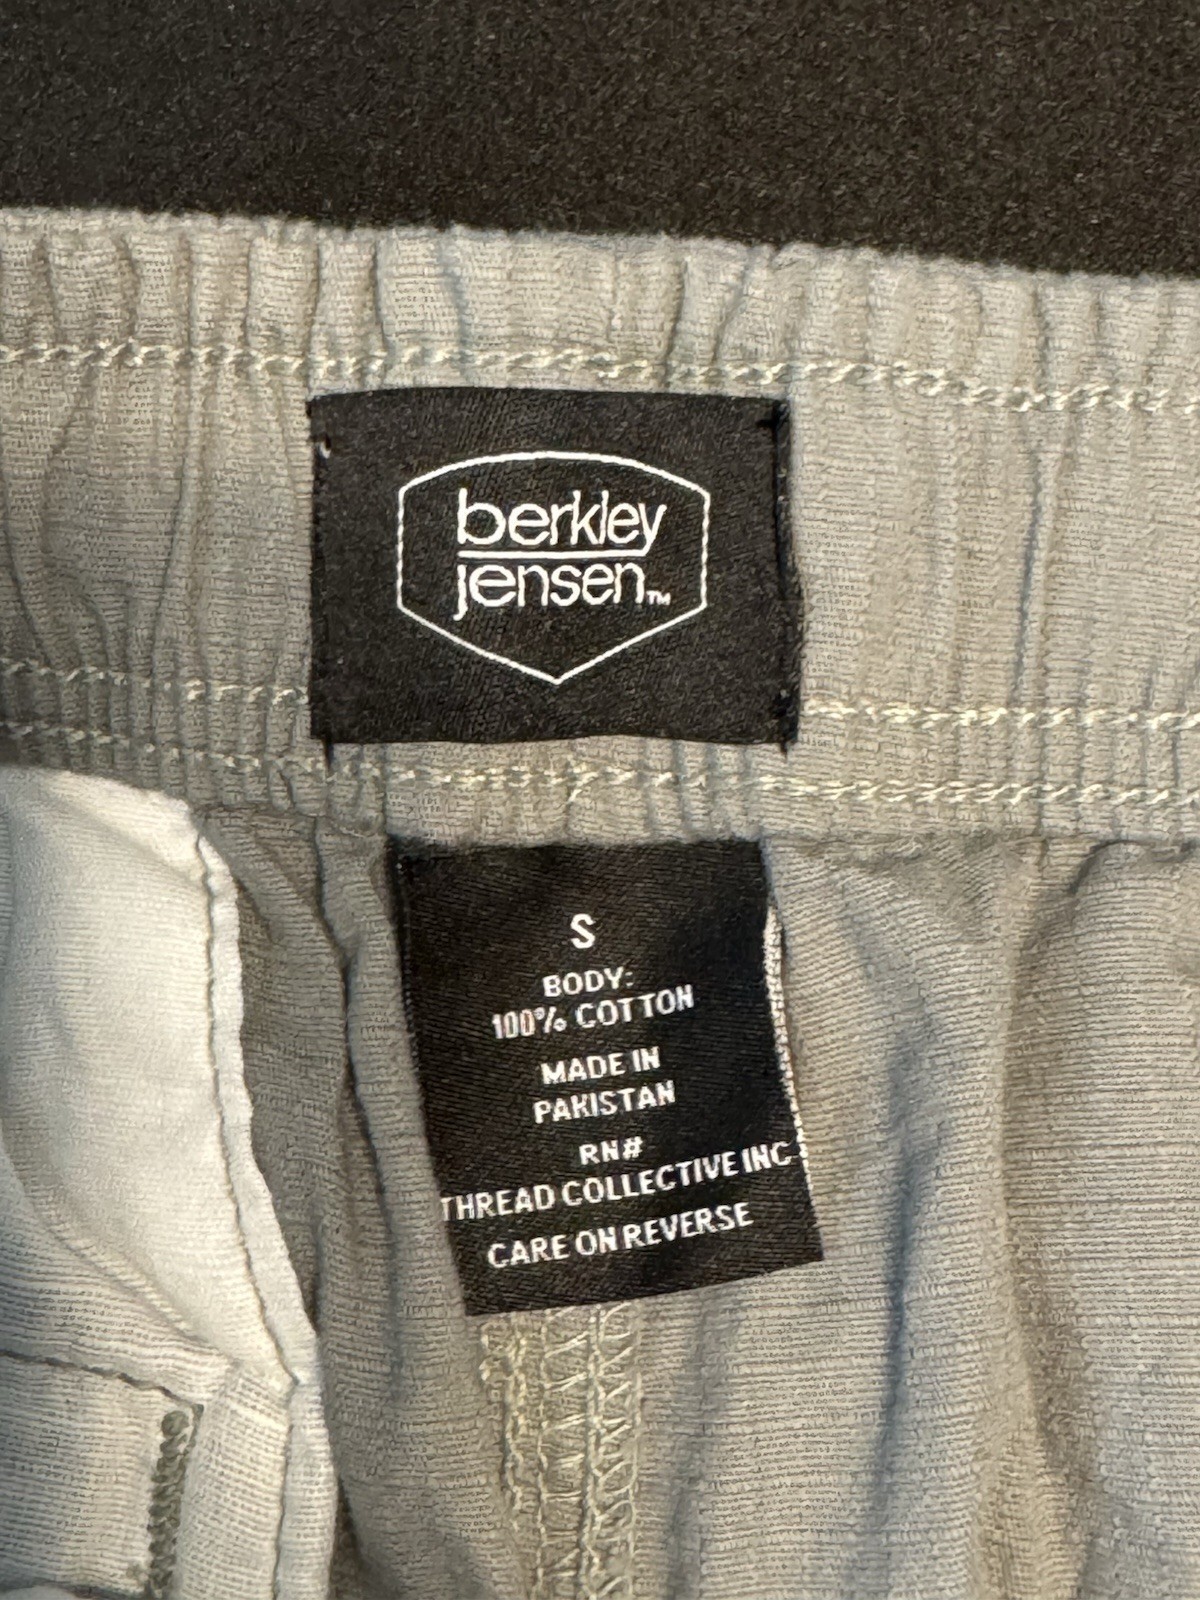 berkley
jensen™
S
BODY:
100% COTTON
MADE IN
PAKISTAN
RN#
THREAD COLLECTIVE INC
CARE ON REVERSE